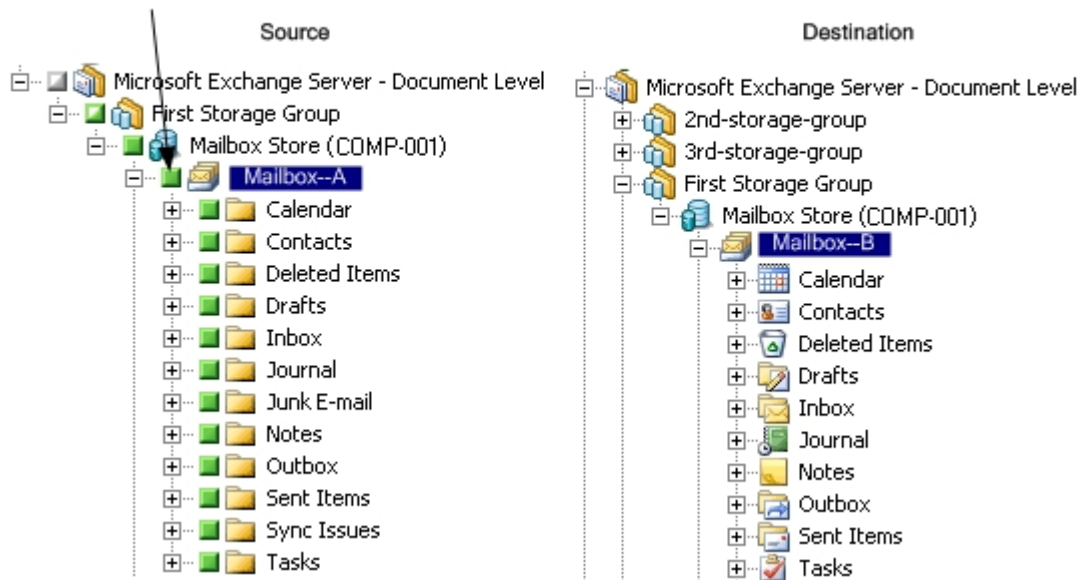 Source
Microsoft Exchange Server - Document Level
First Storage Group
Mailbox Store (COMP-001)
Mailbox--A
Calendar
Contacts
Deleted Items
Drafts
Inbox
Journal
Junk E-mail
Notes
Outbox
Sent Items
Sync Issues
Tasks
Destination
Microsoft Exchange Server - Document Level
2nd-storage-group
3rd-storage-group
First Storage Group
Mailbox Store (COMP-001)
Mailbox--B
Calendar
Contacts
Deleted Items
Drafts
Inbox
Journal
Notes
Outbox
Sent Items
Tasks